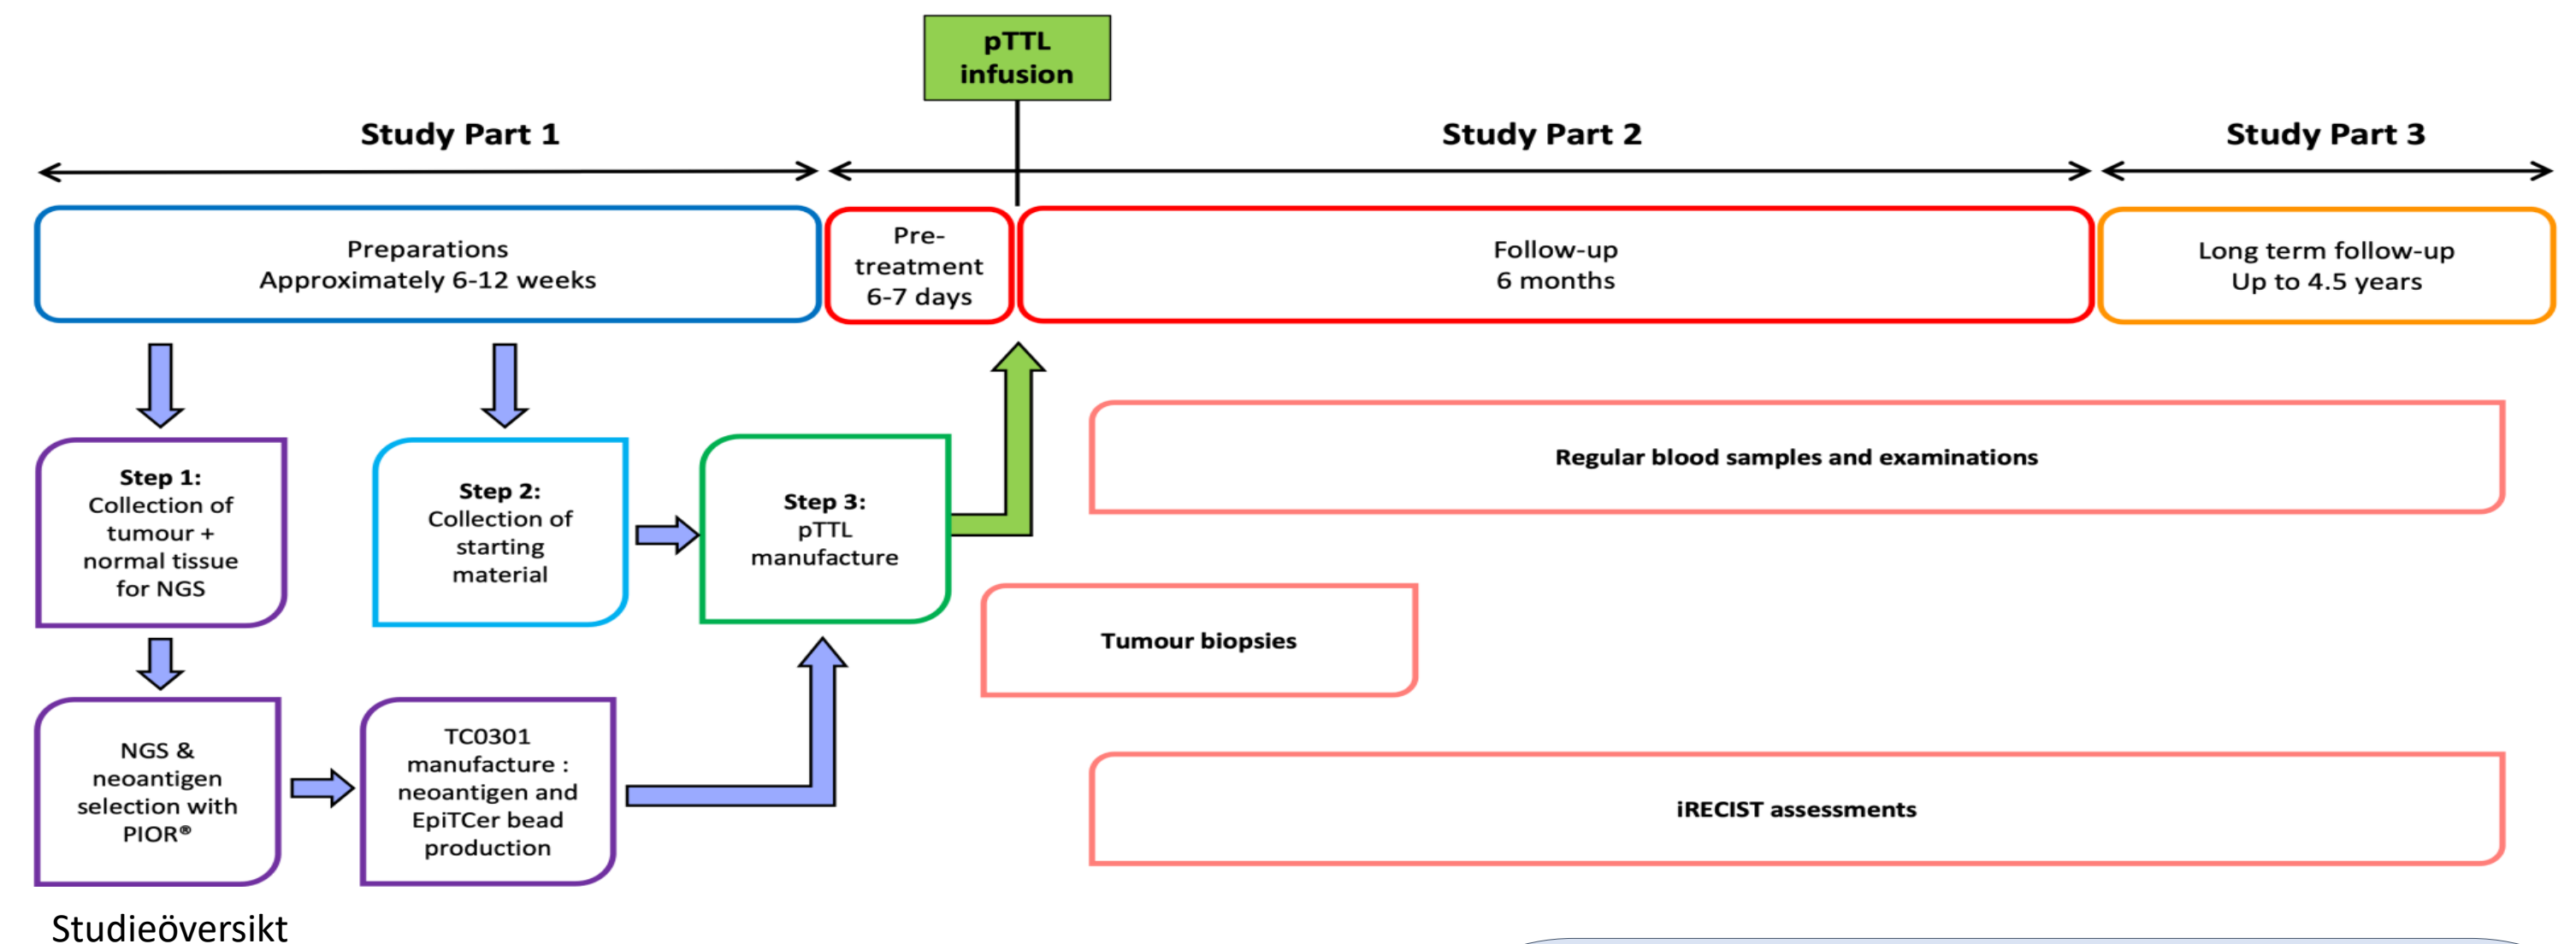 pTTL
infusion
Study Part 1
Study Part 2
Study Part 3
Preparations
Approximately 6-12 weeks
Pre-
treatment
6-7 days
Follow-up
6 months
Long term follow-up
Up to 4.5 years
Step 1:
Collection of
tumour +
normal tissue
for NGS
Step 2:
Collection of
starting
material
Step 3:
pTTL
manufacture
Regular blood samples and examinations
Tumour biopsies
NGS &
neoantigen
selection with
PIOR®
TC0301
manufacture :
neoantigen and
EpiTCer bead
production
iRECIST assessments
Studieöversikt